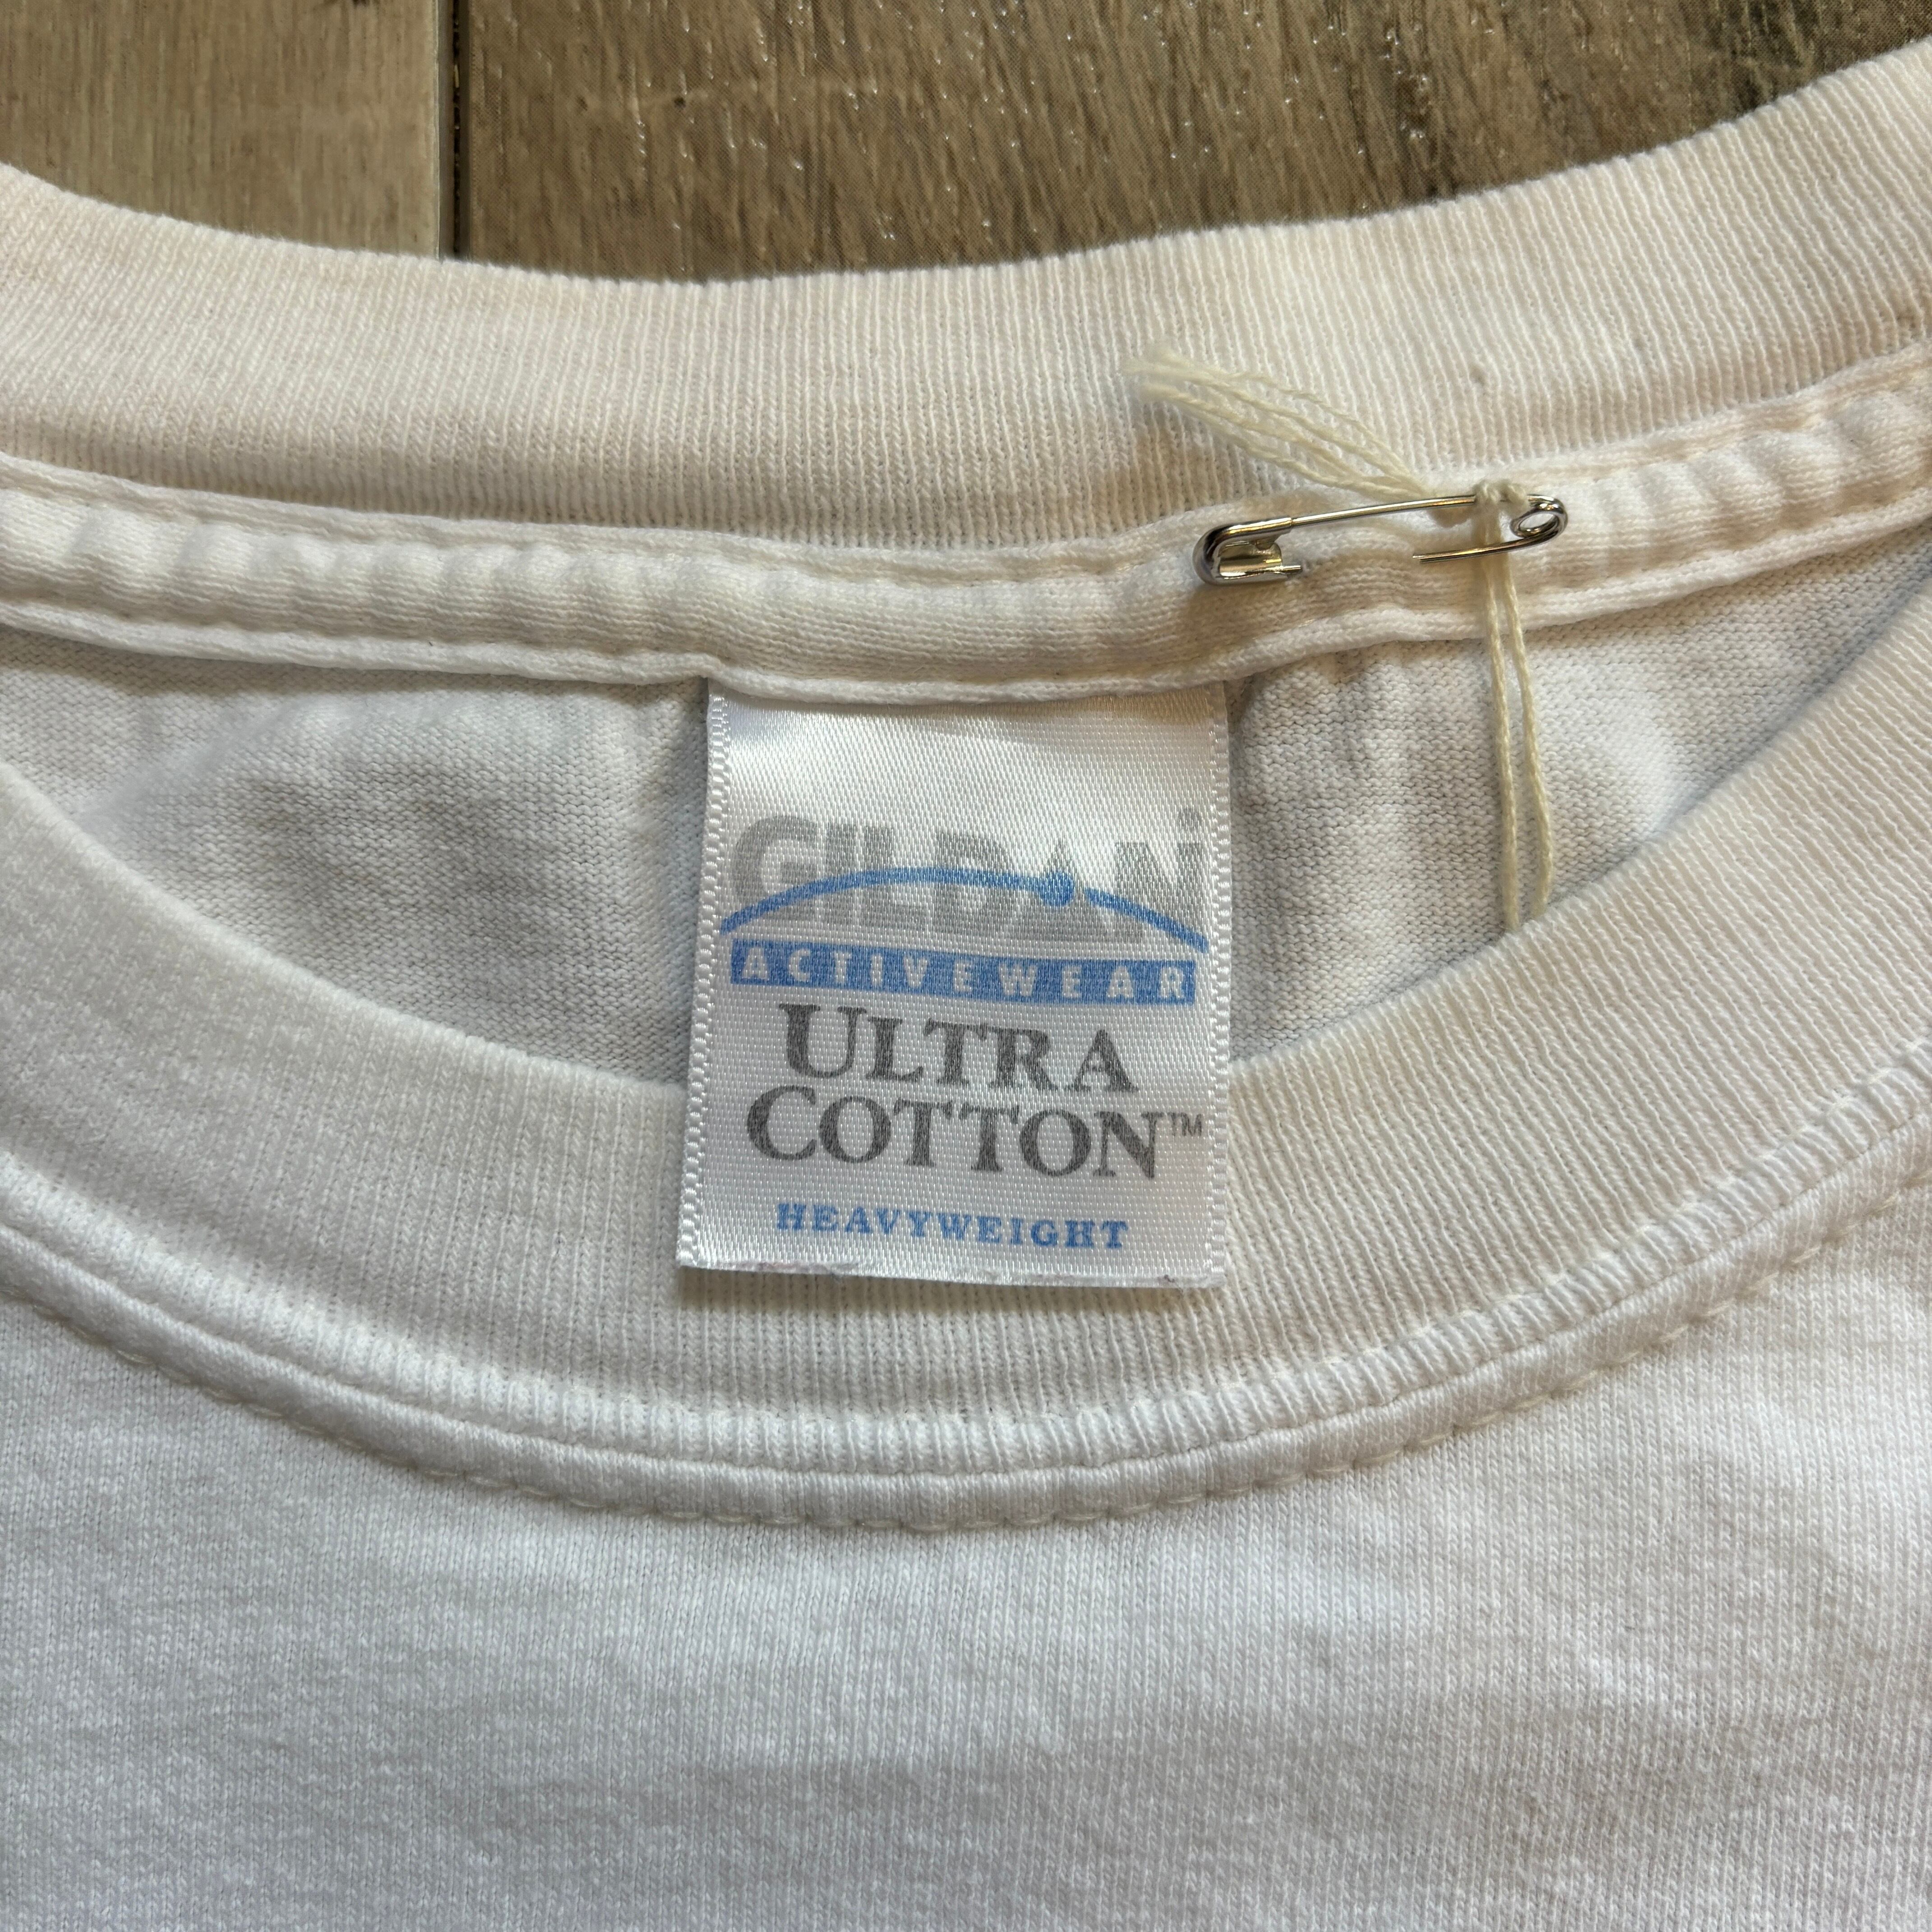 GILDAN
ACTIVEWEAR
ULTRA
COTTON™
HEAVYWEIGHT